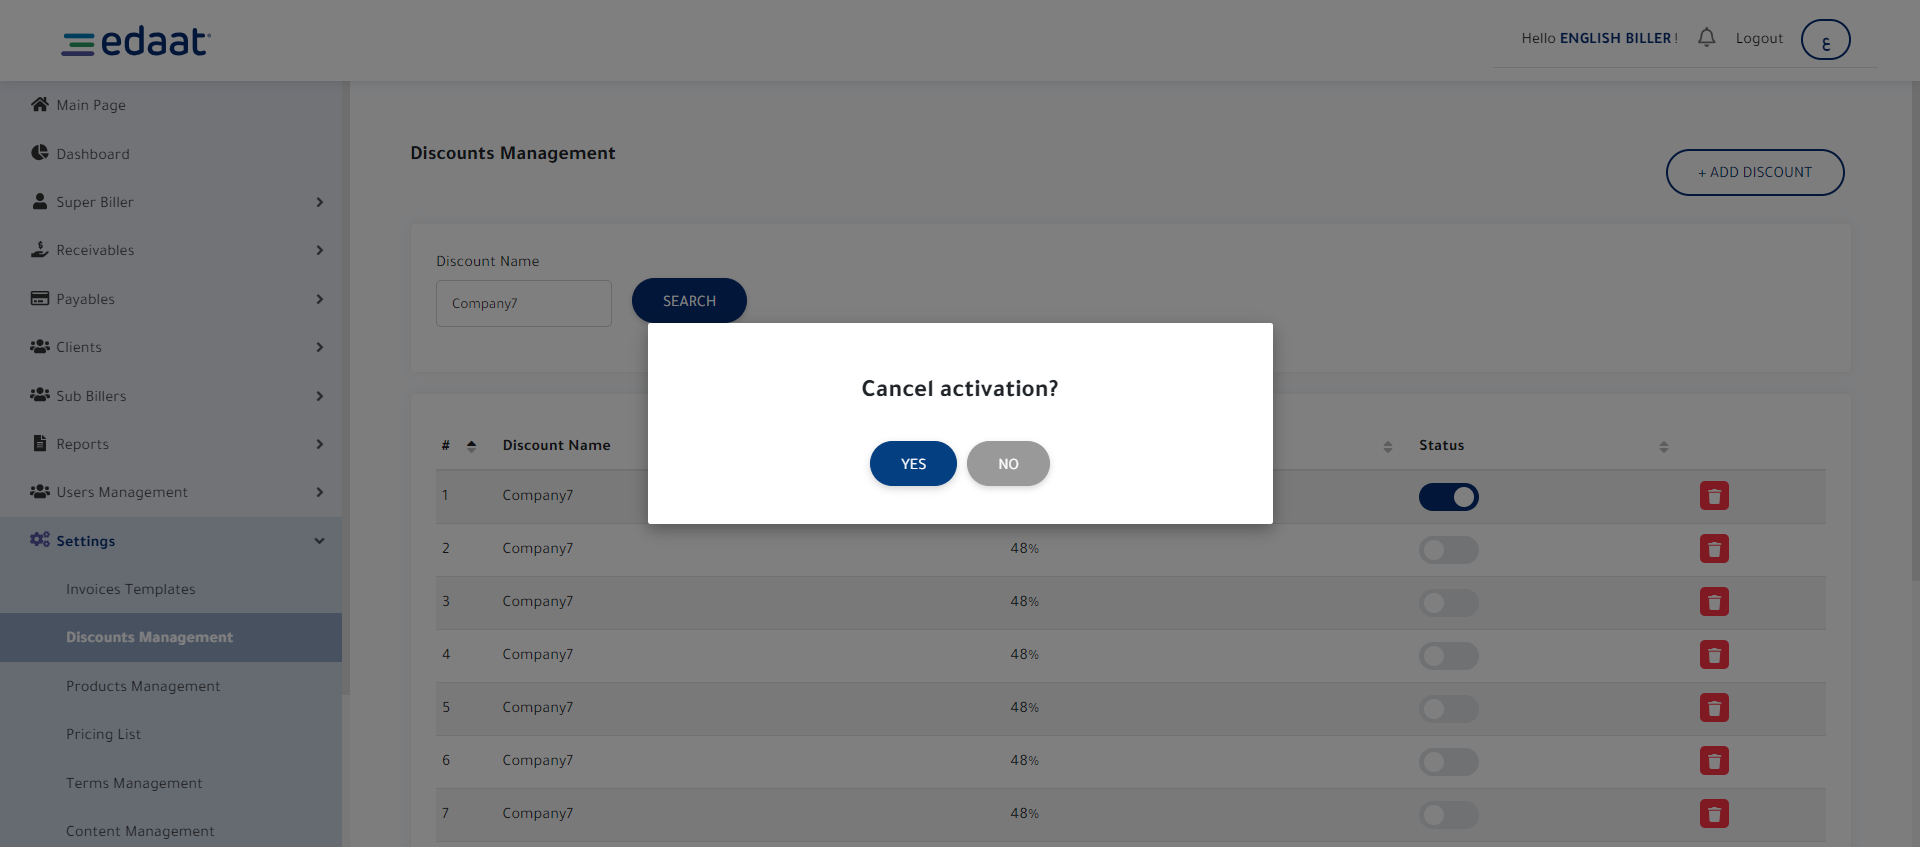 edaat
Hello ENGLISH BILLER !
Logout
ع
Main Page
Dashboard
Super Biller
Receivables
Payables
Clients
Sub Billers
Reports
Users Management
Settings
Invoices Templates
Discounts Management
Products Management
Pricing List
Terms Management
Content Management
Discounts Management
+ ADD DISCOUNT
Discount Name
Company7
SEARCH
Cancel activation?
YES
NO
# Discount Name Status
1 Company7
2 Company7 48%
3 Company7 48%
4 Company7 48%
5 Company7 48%
6 Company7 48%
7 Company7 48%